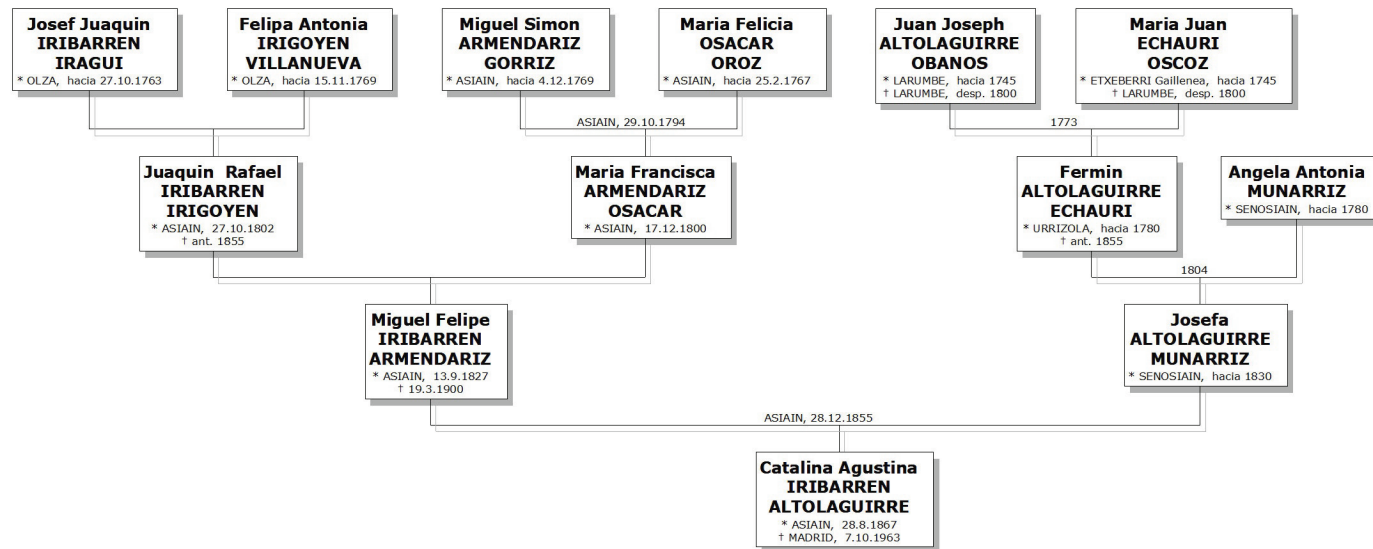 Josef Juaquin
IRIBARREN
IRAGUI
* OLZA, hacia 27.10.1763
Felipa Antonia
IRIGOYEN
VILLANUEVA
* OLZA, hacia 15.11.1769
Miguel Simon
ARMENDARIZ
GORRIZ
* ASIAIN, hacia 4.12.1769
Maria Felicia
OSACAR
OROZ
* ASIAIN, hacia 25.2.1767
Juan Joseph
ALTOLAGUIRRE
OBANOS
* LARUMBE, hacia 1745
† LARUMBE, desp. 1800
Maria Juan
ECHAURI
OSCOZ
* ETXEBERRI Gaillenea, hacia 1745
† LARUMBE, desp. 1800
ASIAIN, 29.10.1794
1773
Juaquin Rafael
IRIBARREN
IRIGOYEN
* ASIAIN, 27.10.1802
† ant. 1855
Maria Francisca
ARMENDARIZ
OSACAR
* ASIAIN, 17.12.1800
Fermin
ALTOLAGUIRRE
ECHAURI
* URRIZOLA, hacia 1780
† ant. 1855
Angela Antonia
MUNARRIZ
* SENOSIAIN, hacia 1780
1804
Miguel Felipe
IRIBARREN
ARMENDARIZ
* ASIAIN, 13.9.1827
† 19.3.1900
Josefa
ALTOLAGUIRRE
MUNARRIZ
* SENOSIAIN, hacia 1830
ASIAIN, 28.12.1855
Catalina Agustina
IRIBARREN
ALTOLAGUIRRE
* ASIAIN, 28.8.1867
† MADRID, 7.10.1963